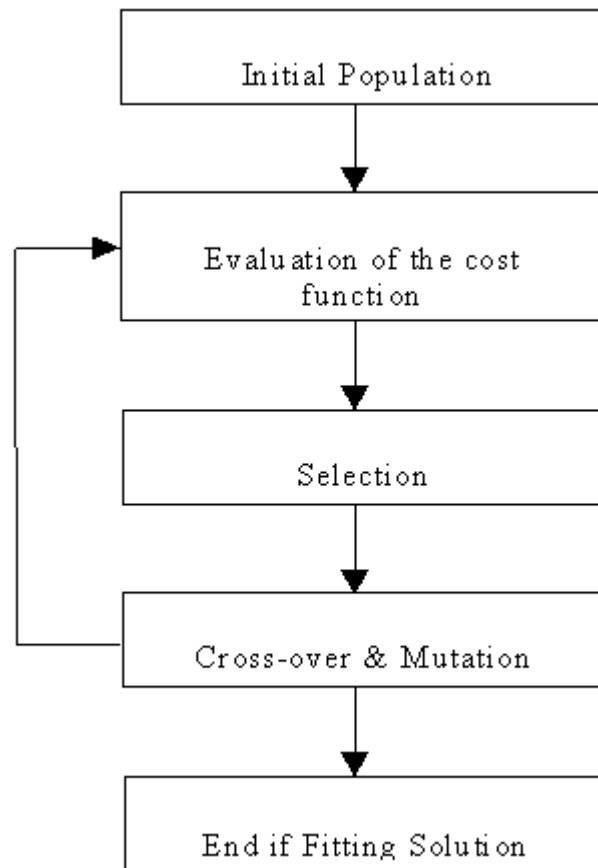 Initial Population
Evaluation of the cost
function
Selection
Cross-over & Mutation
End if Fitting Solution